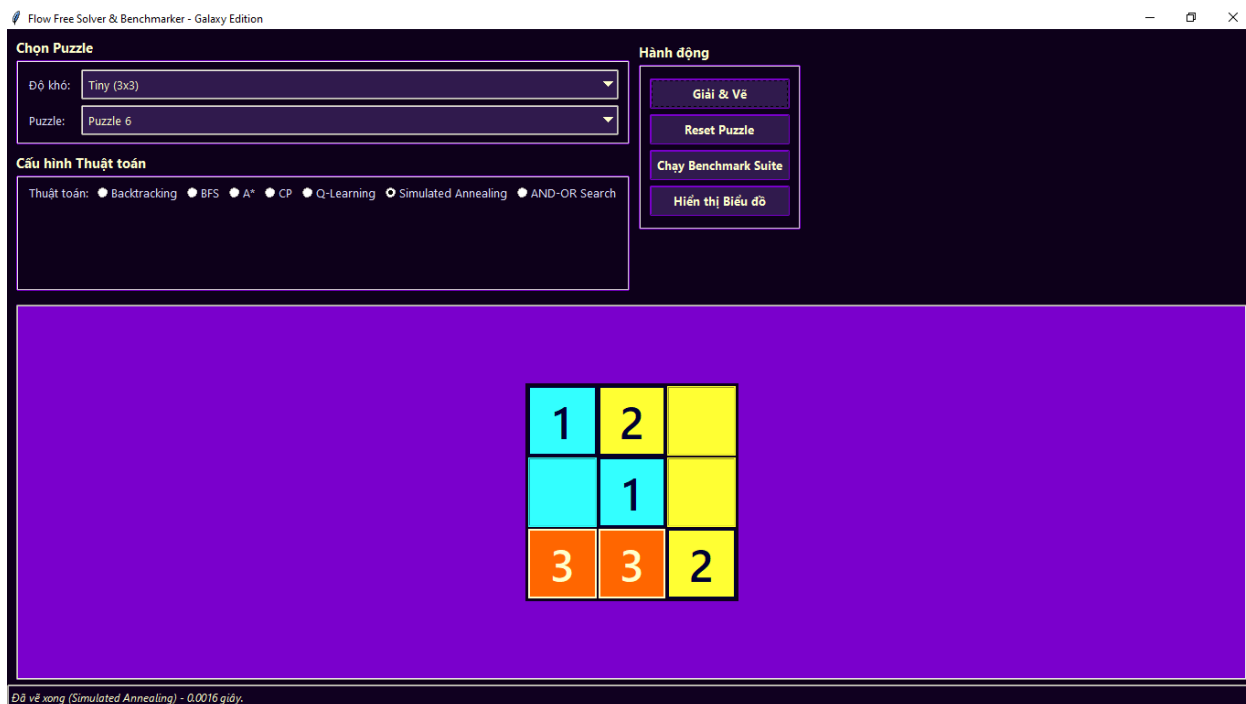 Flow Free Solver & Benchmarker - Galaxy Edition
Chọn Puzzle
Độ khó: Tiny (3x3)
Puzzle: Puzzle 6
Cấu hình Thuật toán
Thuật toán: Backtracking BFS A* CP Q-Learning Simulated Annealing AND-OR Search
Hành động
Giải & Vẽ
Reset Puzzle
Chạy Benchmark Suite
Hiển thị Biểu đồ
1 2
1
3 3 2
Đã vẽ xong (Simulated Annealing) - 0.0016 giây.